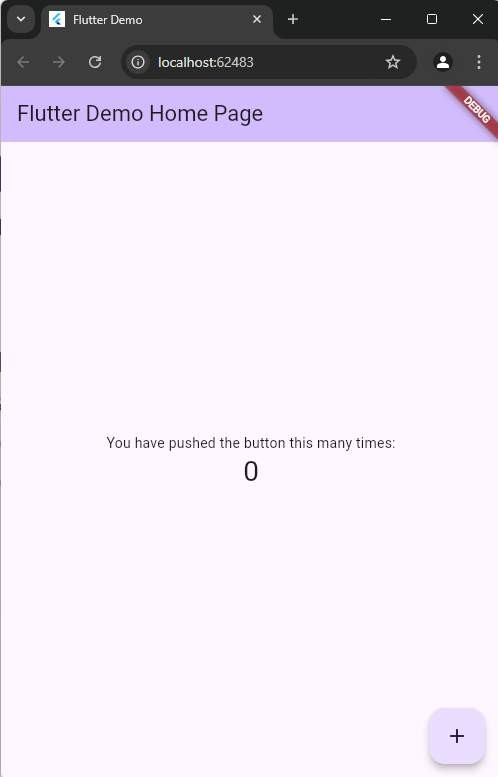 Flutter Demo
localhost:62483
Flutter Demo Home Page
DEBUG
You have pushed the button this many times:
0